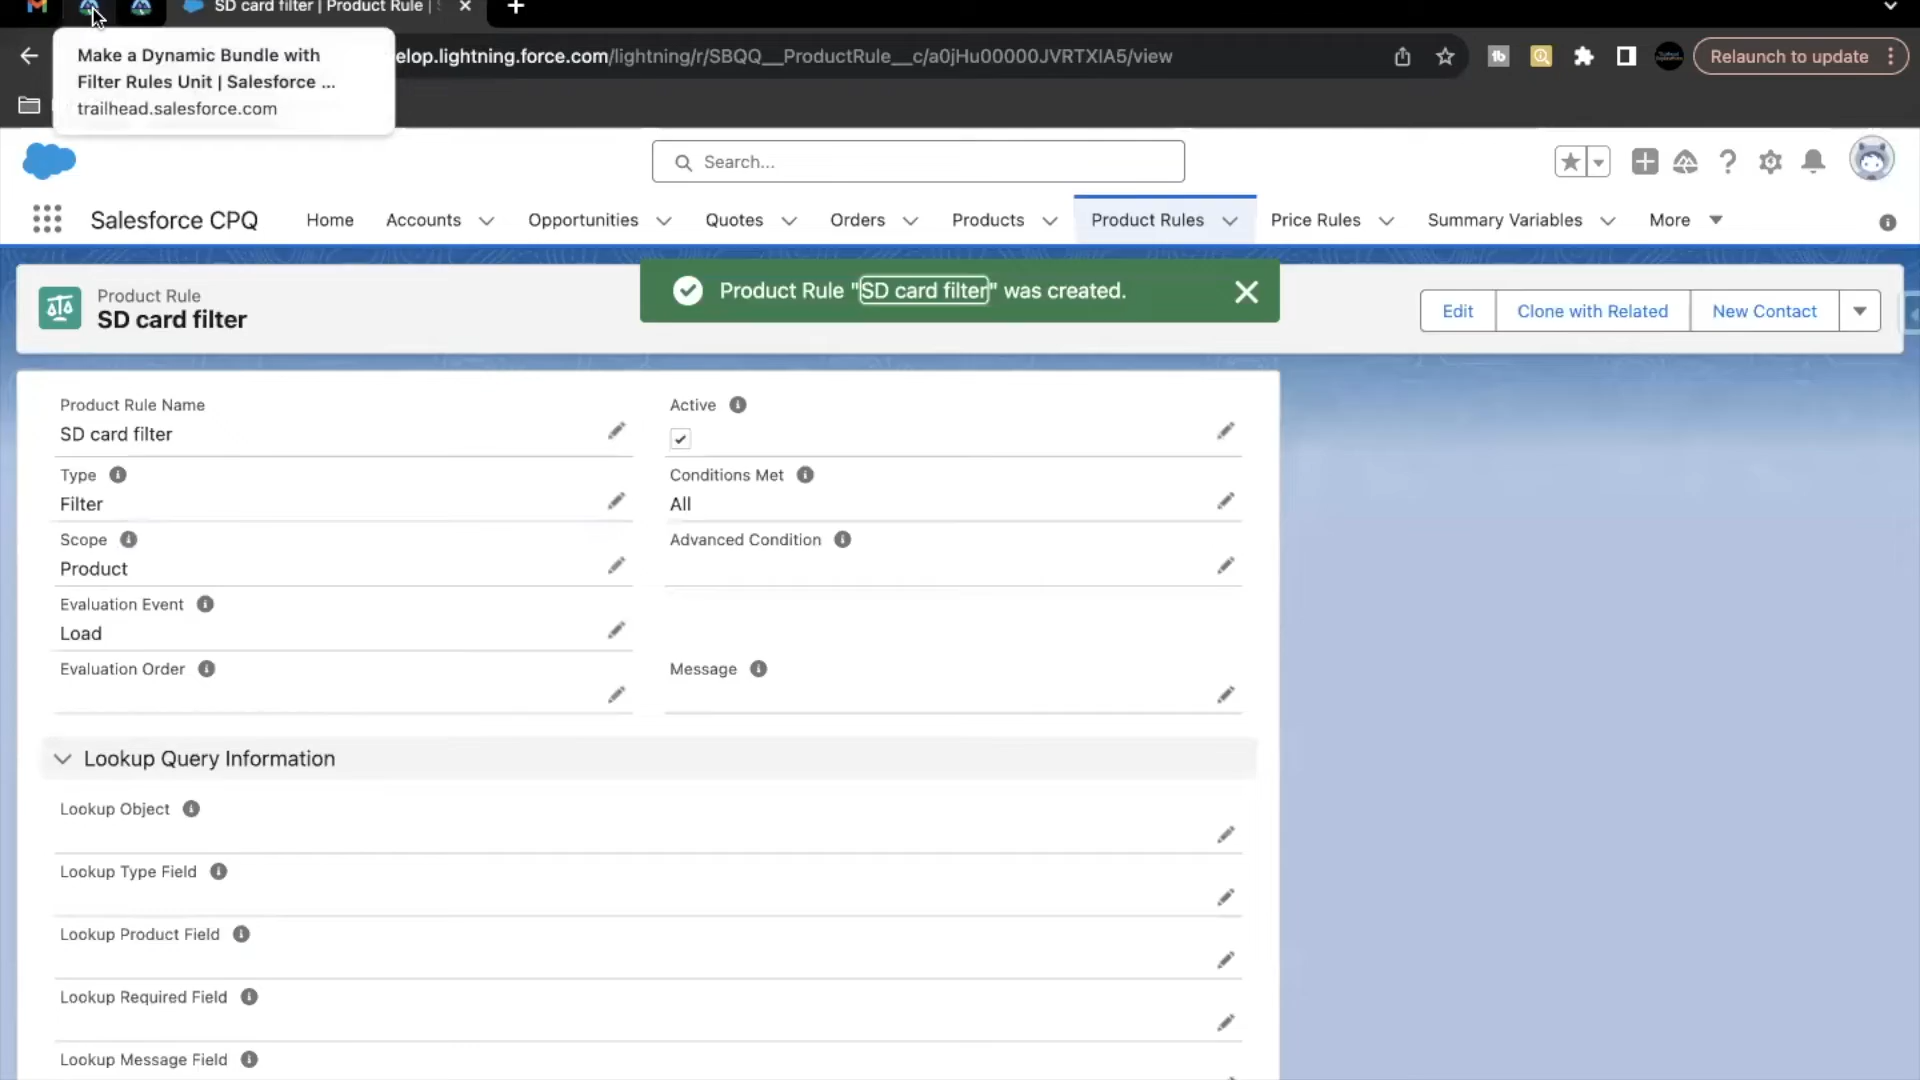 SD card filter | Product Rule |
Make a Dynamic Bundle with
Filter Rules Unit | Salesforce ...
trailhead.salesforce.com
elop.lightning.force.com/lightning/r/SBQQ__ProductRule__c/a0jHu00000JVRTXIA5/view
Relaunch to update
Search...
Salesforce CPQ
Home
Accounts
Opportunities
Quotes
Orders
Products
Product Rules
Price Rules
Summary Variables
More
Product Rule
SD card filter
Product Rule "SD card filter" was created.
Edit
Clone with Related
New Contact
Product Rule Name
SD card filter
Active
Type
Filter
Conditions Met
All
Scope
Product
Advanced Condition
Evaluation Event
Load
Evaluation Order
Message
Lookup Query Information
Lookup Object
Lookup Type Field
Lookup Product Field
Lookup Required Field
Lookup Message Field